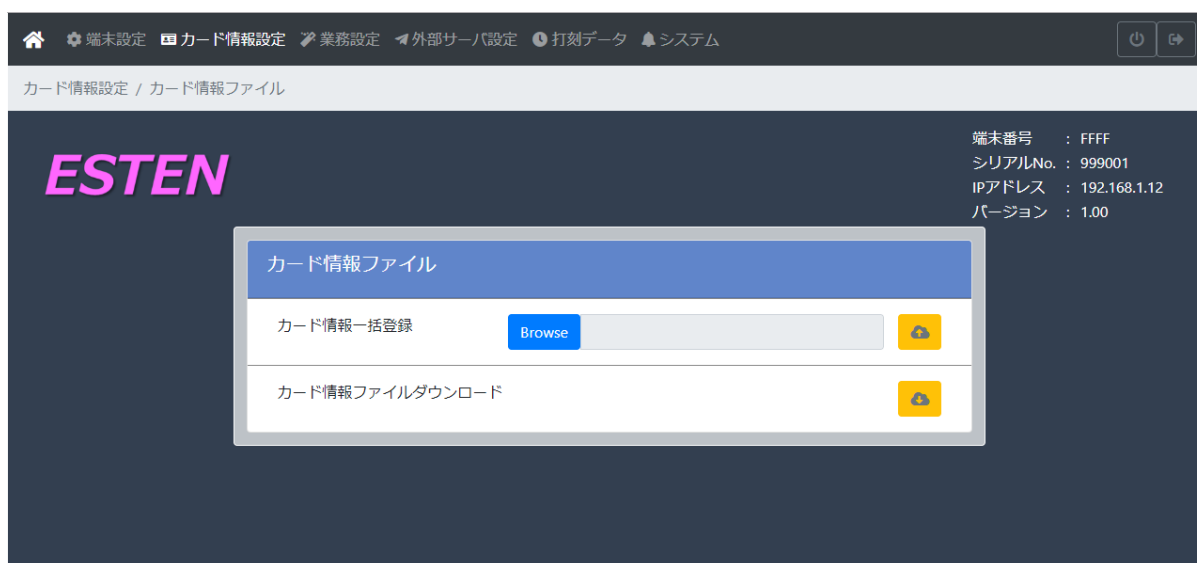 端末設定 カード情報設定 業務設定 外部サーバ設定 打刻データ システム
カード情報設定 / カード情報ファイル
ESTEN
端末番号 : FFFF
シリアルNo. : 999001
IPアドレス : 192.168.1.12
バージョン : 1.00
カード情報ファイル
カード情報一括登録 Browse
カード情報ファイルダウンロード